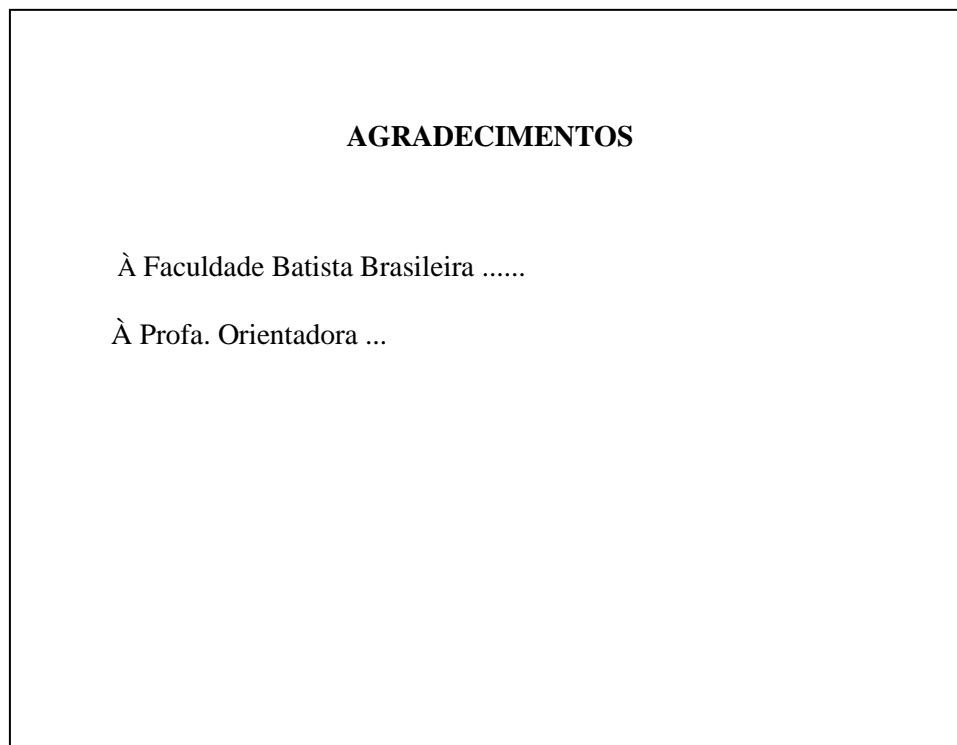 AGRADECIMENTOS
À Faculdade Batista Brasileira ......
À Profa. Orientadora ...